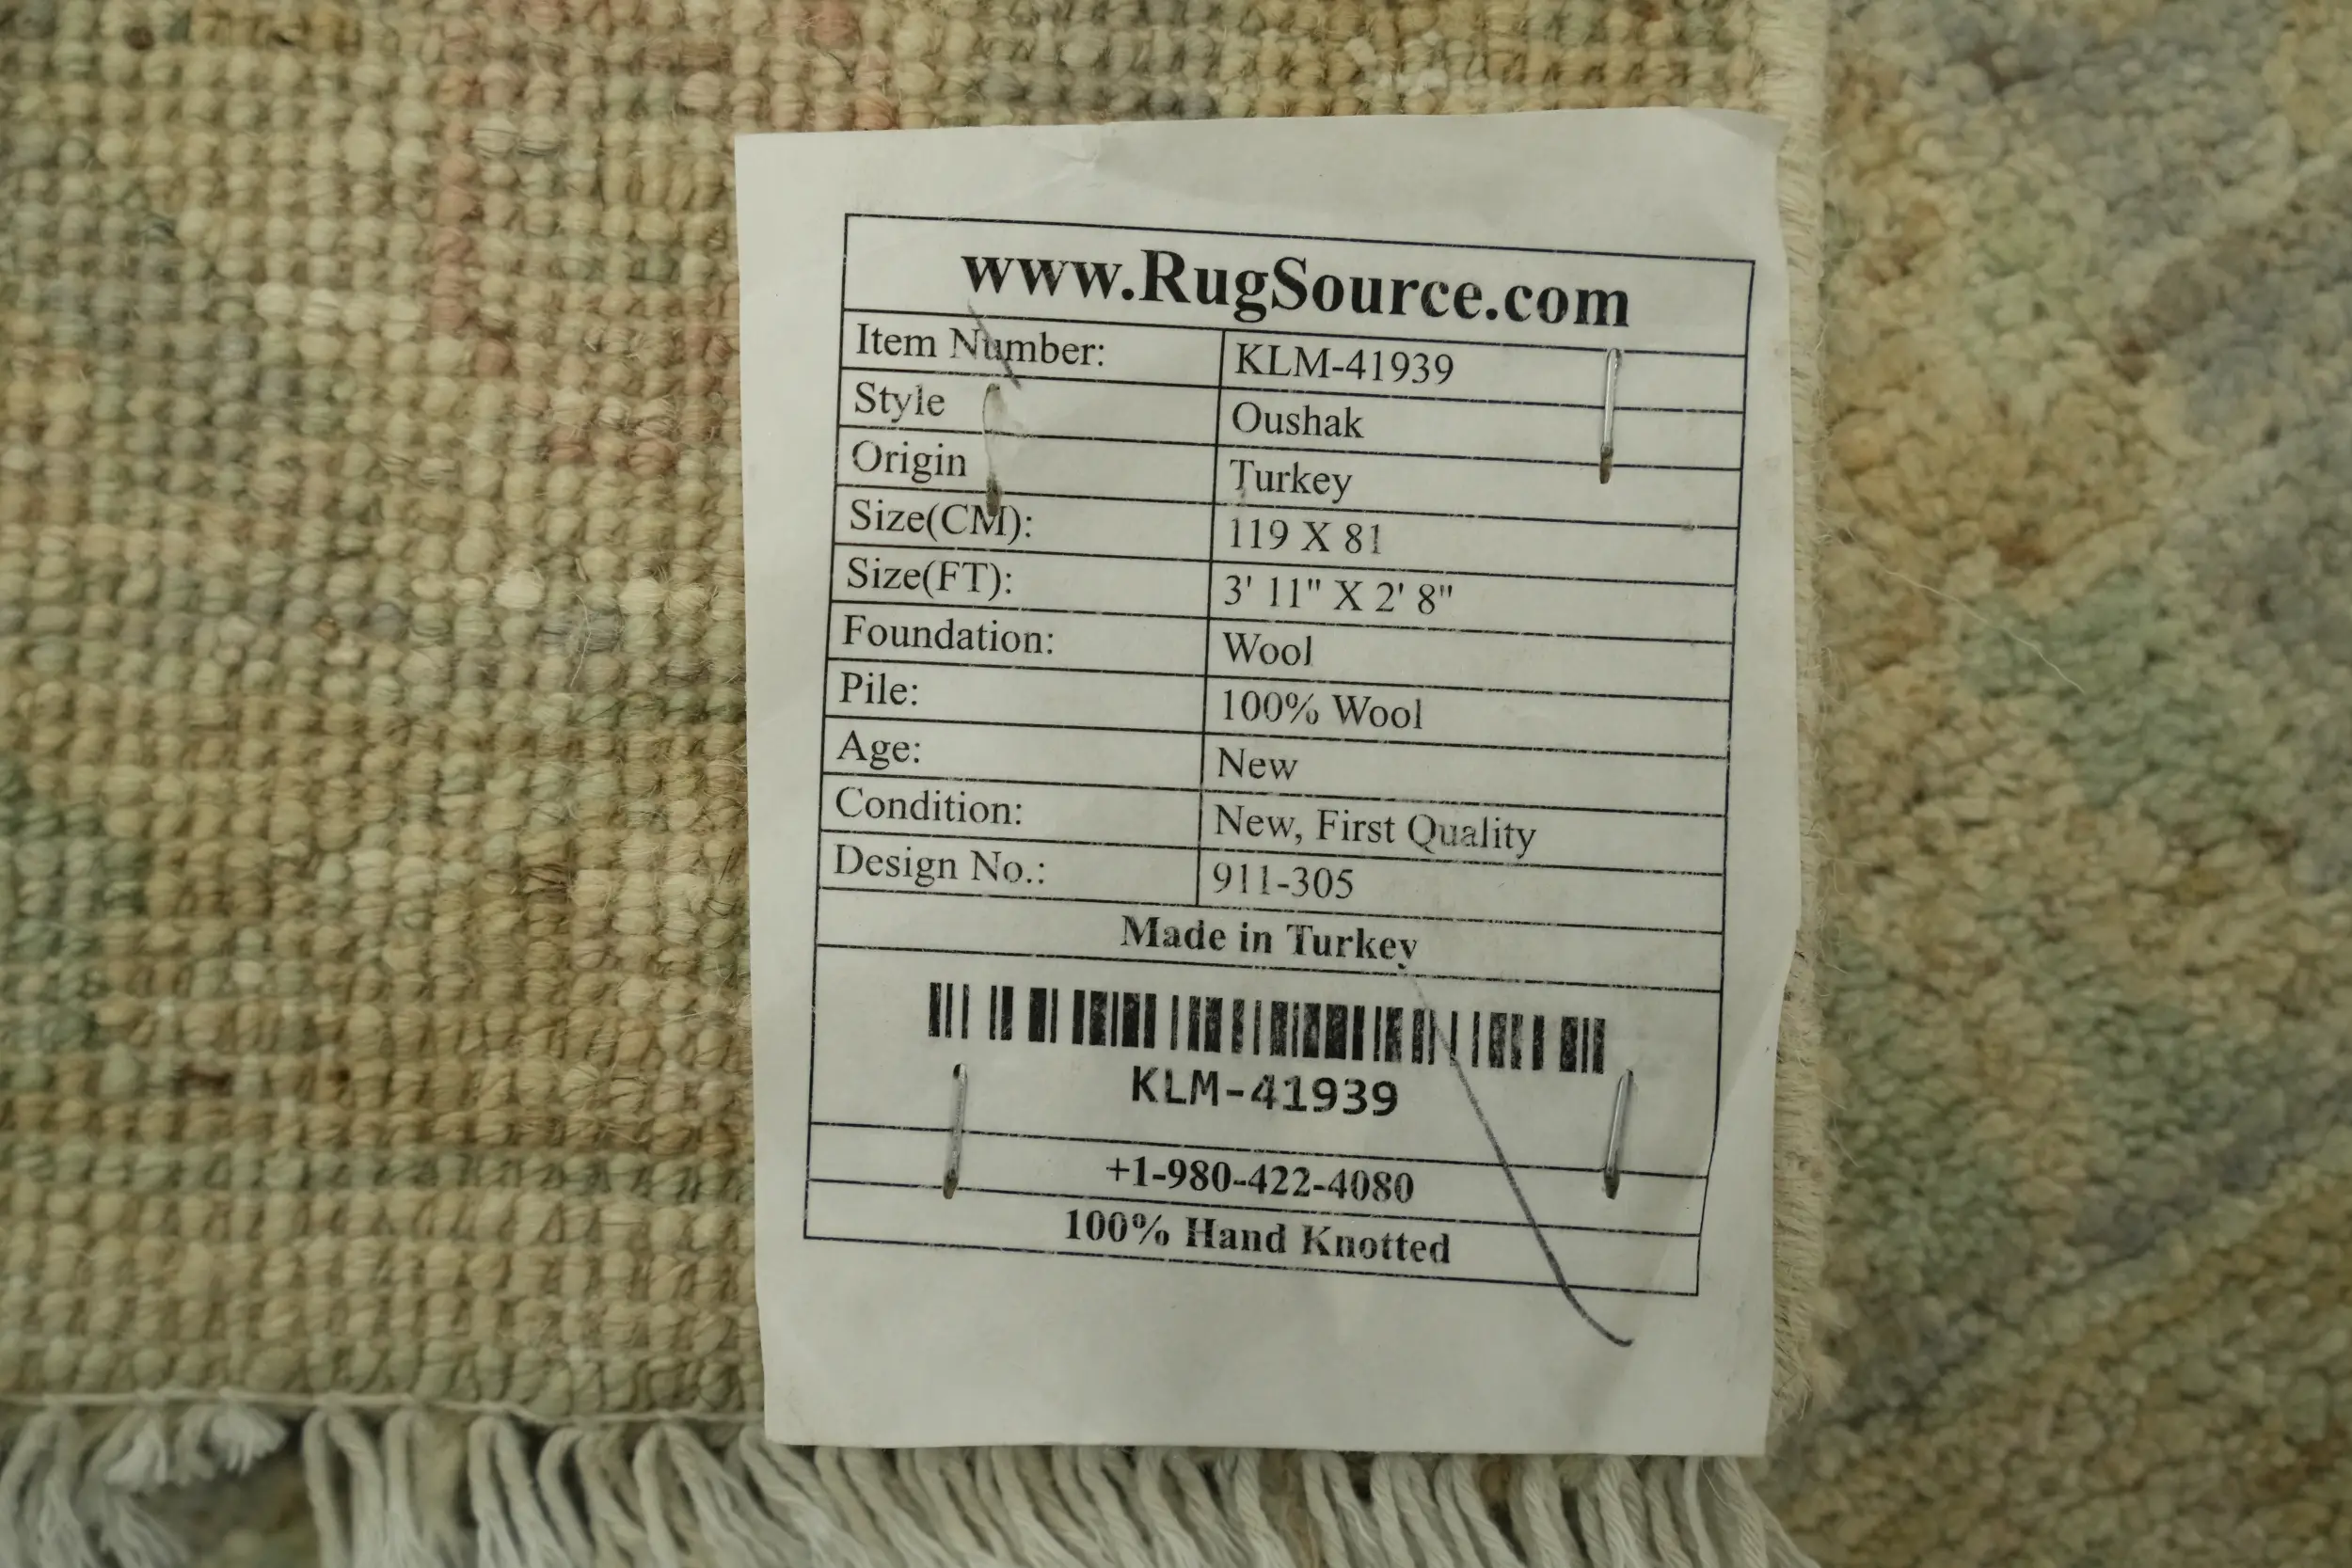 www.RugSource.com
Item Number: KLM-41939
Style Oushak
Origin Turkey
Size(CM): 119 X 81
Size(FT): 3' 11" X 2' 8"
Foundation: Wool
Pile: 100% Wool
Age: New
Condition: New, First Quality
Design No.: 911-305
Made in Turkey
KLM-41939
+1-980-422-4080
100% Hand Knotted